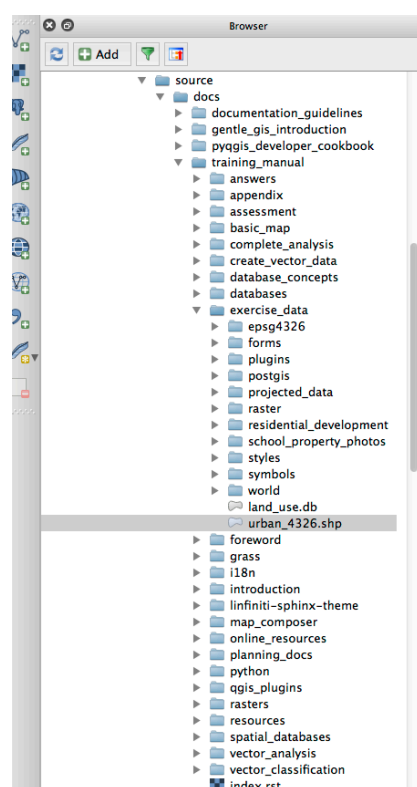 Browser
Add
source
docs
documentation_guidelines
gentle_gis_introduction
pyqgis_developer_cookbook
training_manual
answers
appendix
assessment
basic_map
complete_analysis
create_vector_data
database_concepts
databases
exercise_data
epsg4326
forms
plugins
postgis
projected_data
raster
residential_development
school_property_photos
styles
symbols
world
land_use.db
urban_4326.shp
foreword
grass
i18n
introduction
linfiniti-sphinx-theme
map_composer
online_resources
planning_docs
python
qgis_plugins
rasters
resources
spatial_databases
vector_analysis
vector_classification
index.rst